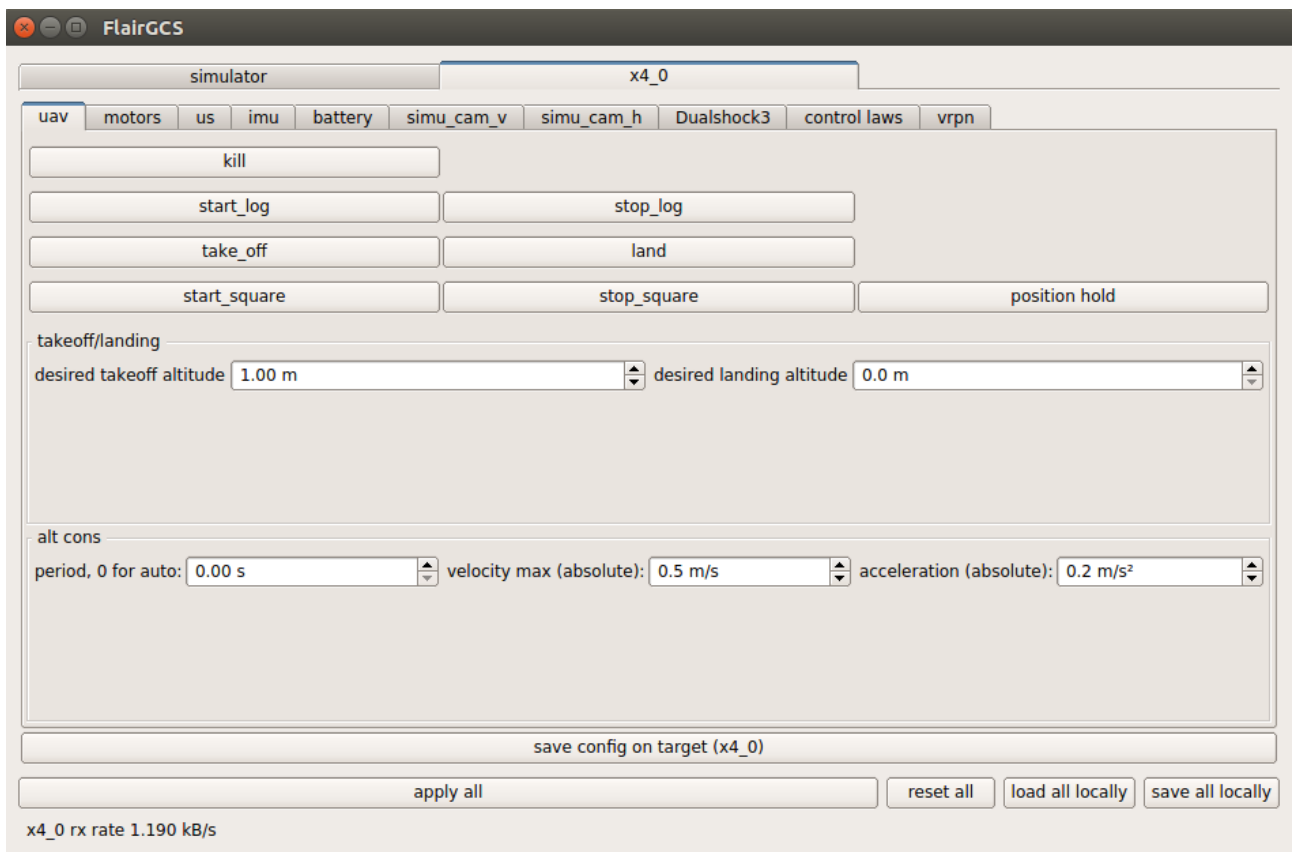 FlairGCS
simulator x4_0
uav motors us imu battery simu_cam_v simu_cam_h Dualshock3 control laws vrpn
kill
start_log stop_log
take_off land
start_square stop_square position hold
takeoff/landing
desired takeoff altitude 1.00 m desired landing altitude 0.0 m
alt cons
period, 0 for auto: 0.00 s velocity max (absolute): 0.5 m/s acceleration (absolute): 0.2 m/s²
save config on target (x4_0)
apply all reset all load all locally save all locally
x4_0 rx rate 1.190 kB/s